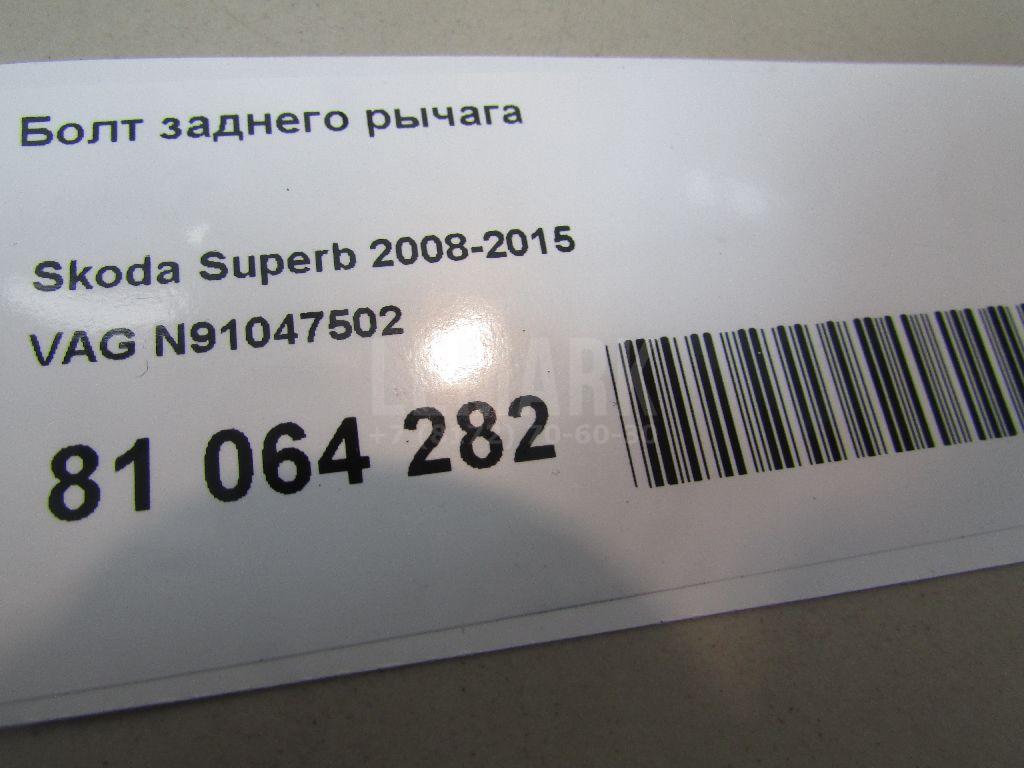 Болт заднего рычага
Skoda Superb 2008-2015
VAG N91047502
81 064 282